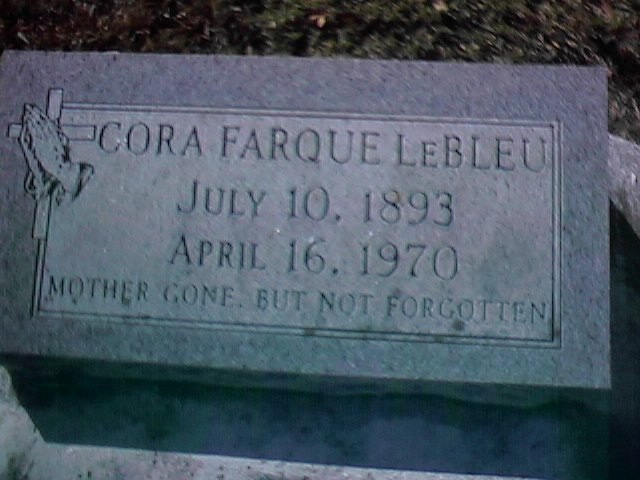 CORA FARQUE LEBLEU
JULY 10, 1893
APRIL 16, 1970
MOTHER GONE, BUT NOT FORGOTTEN